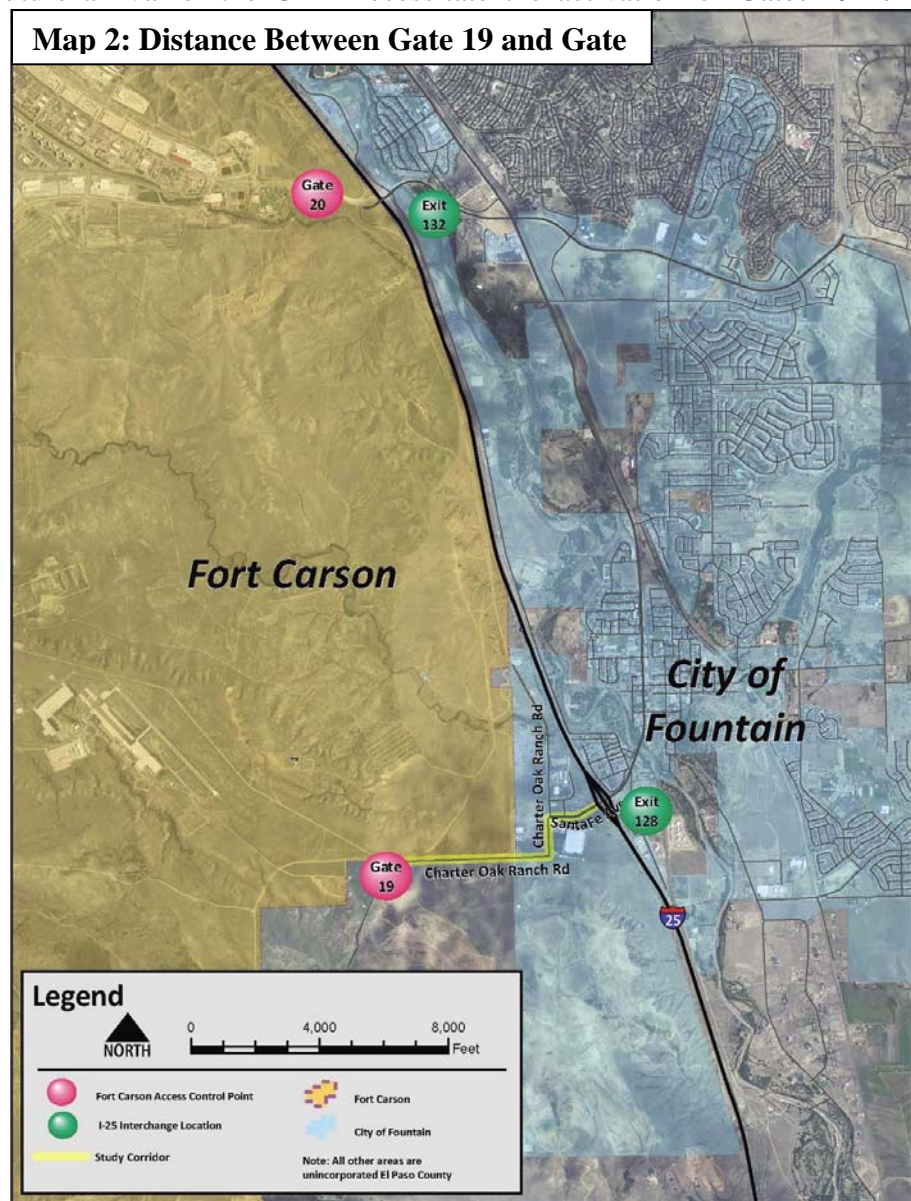 Map 2: Distance Between Gate 19 and Gate
Gate
20
Exit
132
Fort Carson
City of
Fountain
Charter Oak Ranch Rd
SantaFe Ave
Exit
128
Gate
19
Charter Oak Ranch Rd
25
Legend
NORTH
0 4,000 8,000
Feet
Fort Carson Access Control Point
Fort Carson
I-25 Interchange Location
City of Fountain
Study Corridor
Note: All other areas are
unincorporated El Paso County